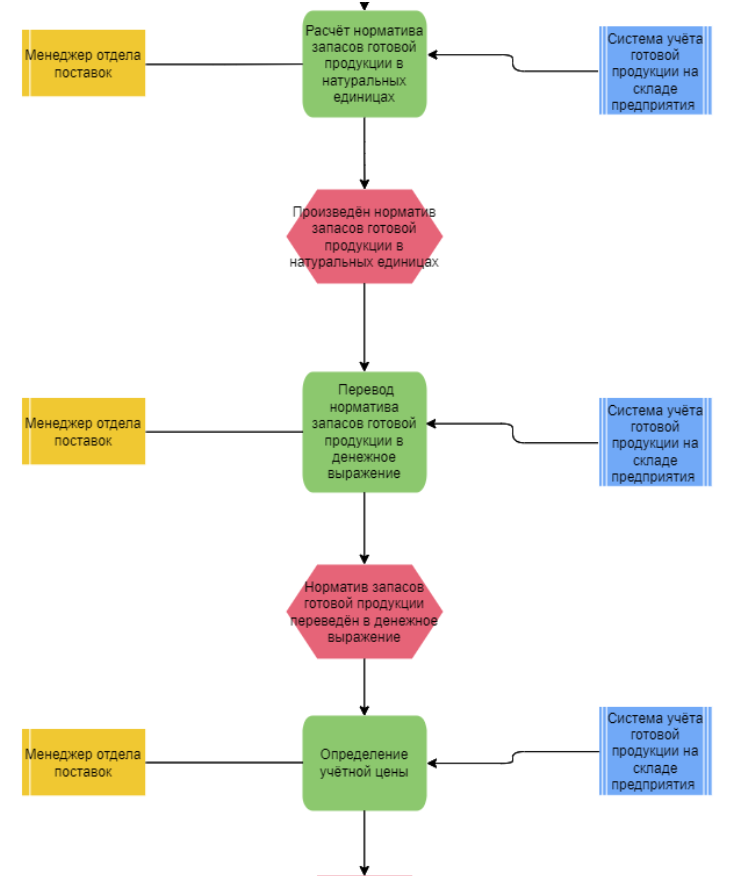 Расчёт норматива
запасов готовой
продукции в
натуральных
единицах
Менеджер отдела
поставок
Система учёта
готовой
продукции на
складе
предприятия
Произведён норматив
запасов готовой
продукции в
натуральных единицах
Перевод
норматива
запасов готовой
продукции в
денежное
выражение
Менеджер отдела
поставок
Система учёта
готовой
продукции на
складе
предприятия
Норматив запасов
готовой продукции
переведён в денежное
выражение
Определение
учётной цены
Менеджер отдела
поставок
Система учёта
готовой
продукции на
складе
предприятия